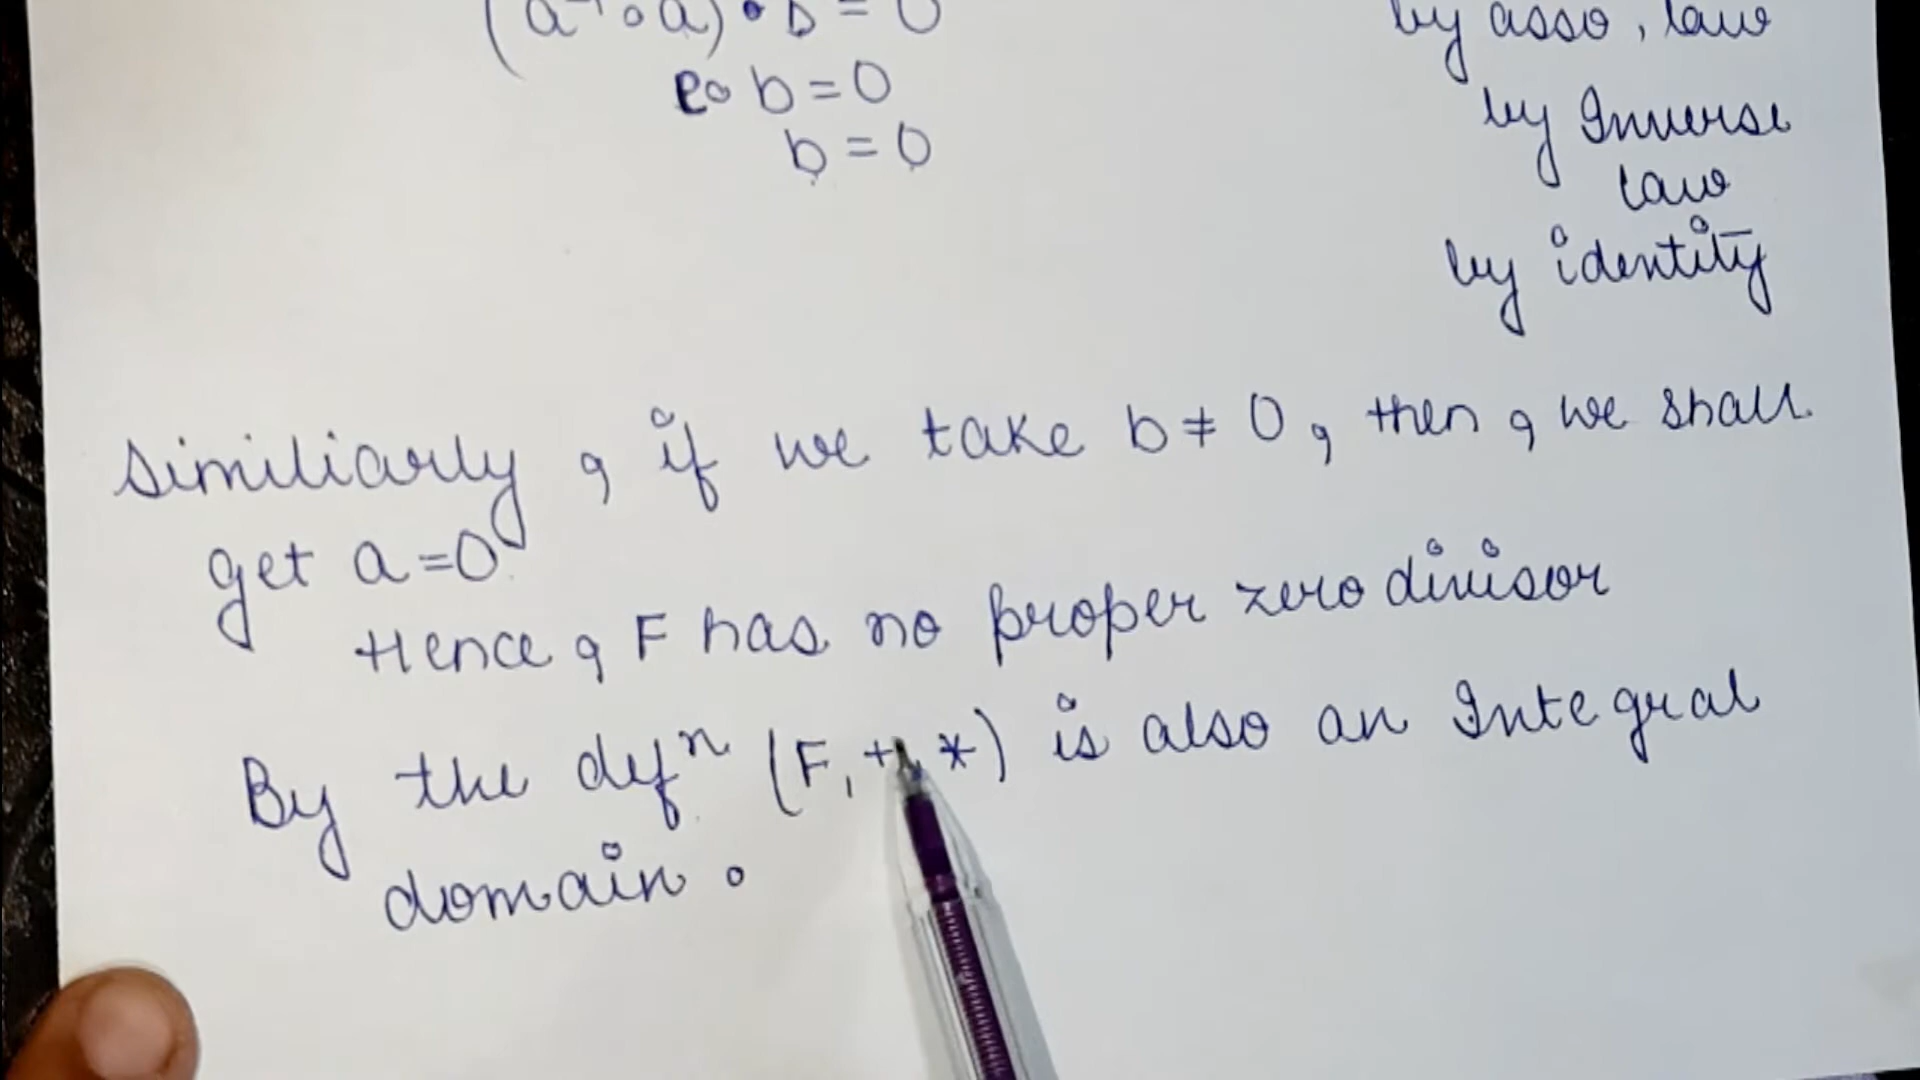 (a⁻¹∘a)•b = 0 by asso, law
e∘ b = 0 by Inverse
b = 0 law
by identity
similiarly, if we take b ≠ 0, then, we shall
get a = 0
Hence, F has no proper zero divisor
By the defⁿ (F, +, *) is also an Integral
domain.